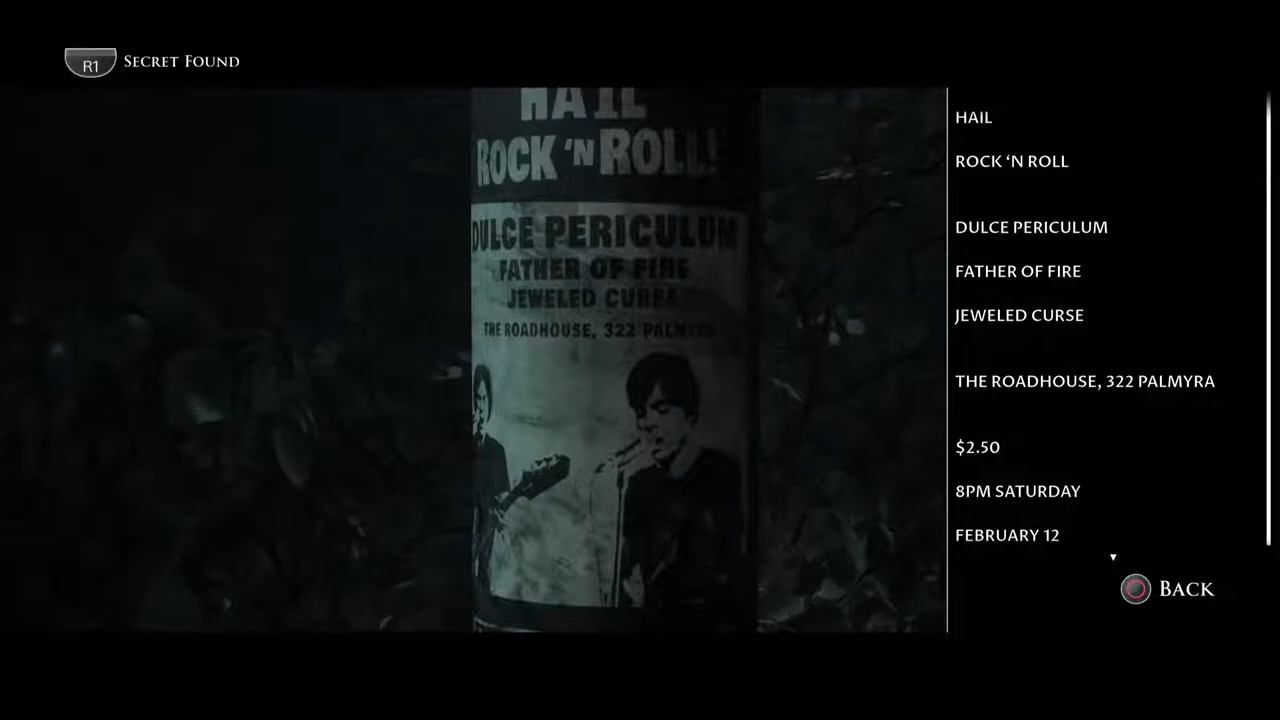 R1 Secret Found
HAIL
ROCK 'N ROLL!
DULCE PERICULUM
FATHER OF FIRE
JEWELED CURSE
THE ROADHOUSE, 322 PALMYRA
HAIL
ROCK ‘N ROLL
DULCE PERICULUM
FATHER OF FIRE
JEWELED CURSE
THE ROADHOUSE, 322 PALMYRA
$2.50
8PM SATURDAY
FEBRUARY 12
Back